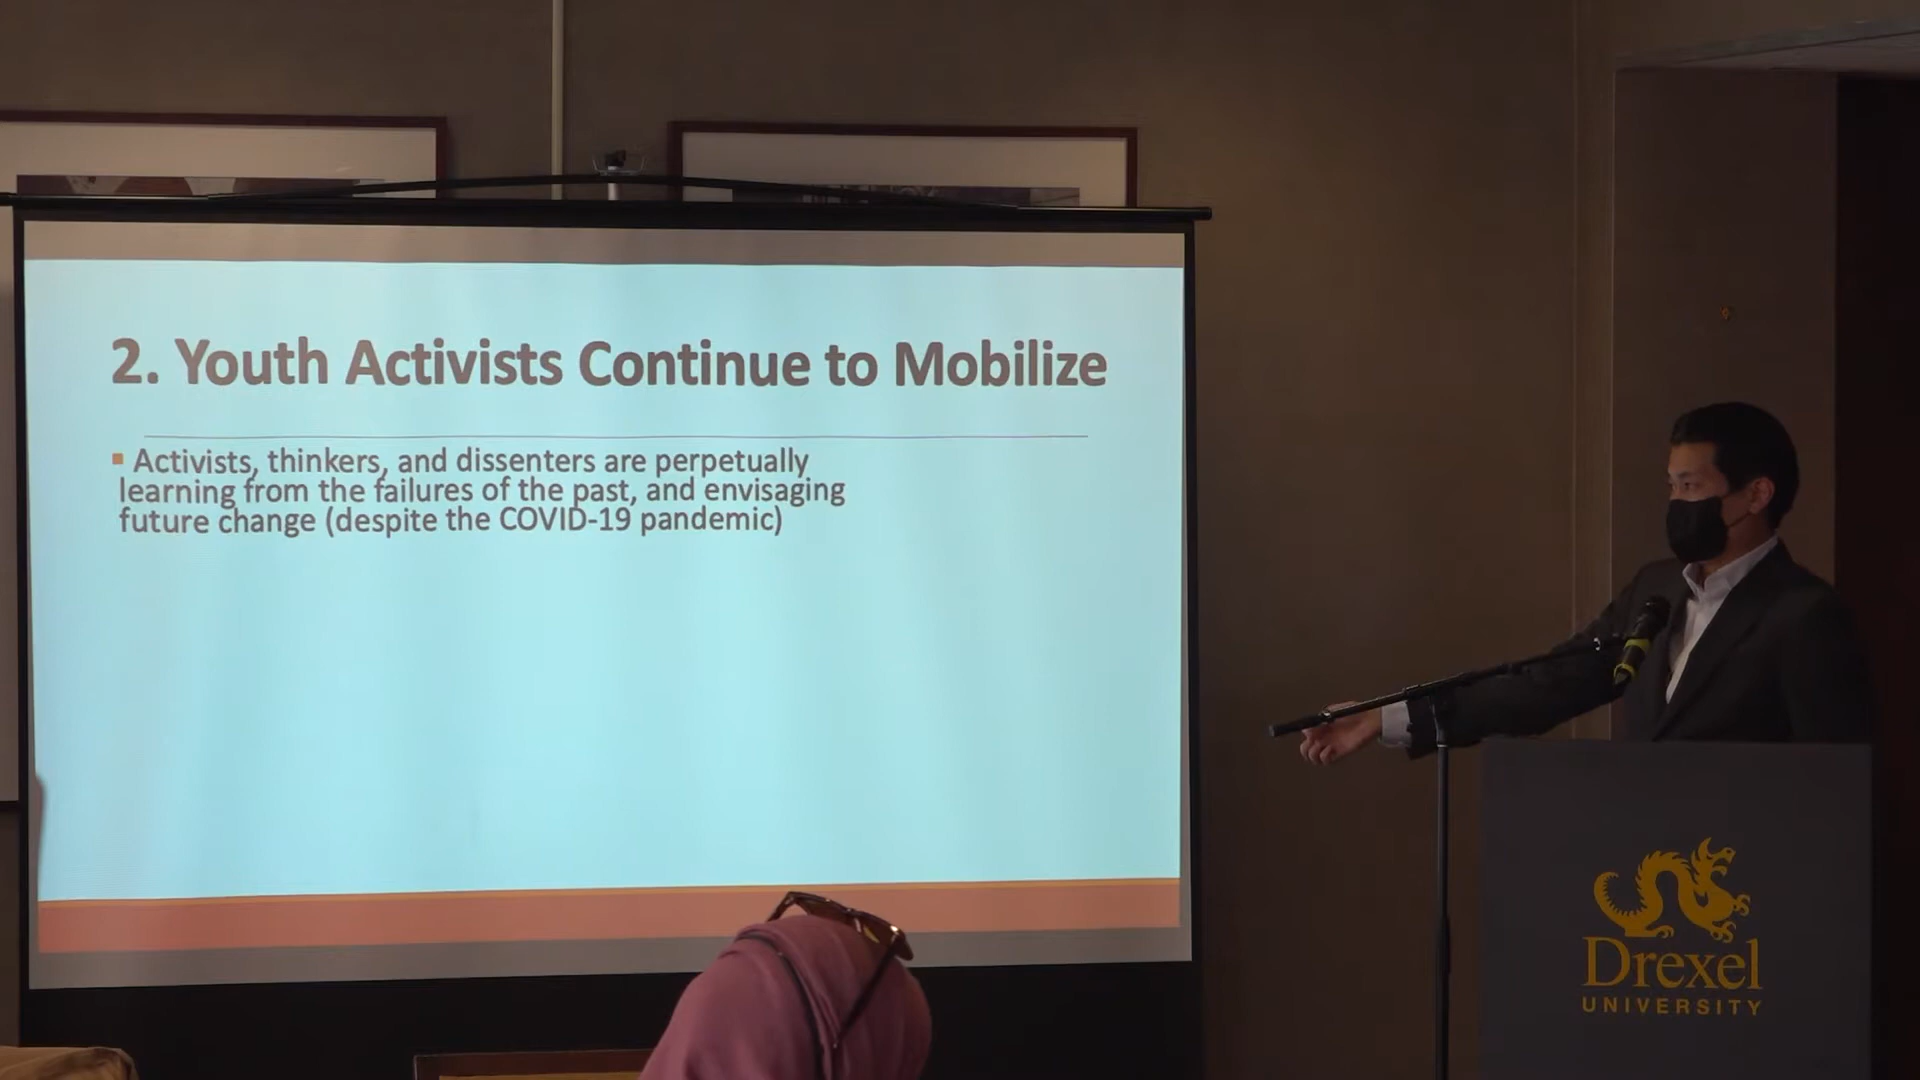 2. Youth Activists Continue to Mobilize
▪ Activists, thinkers, and dissenters are perpetually
learning from the failures of the past, and envisaging
future change (despite the COVID-19 pandemic)
Drexel
UNIVERSITY